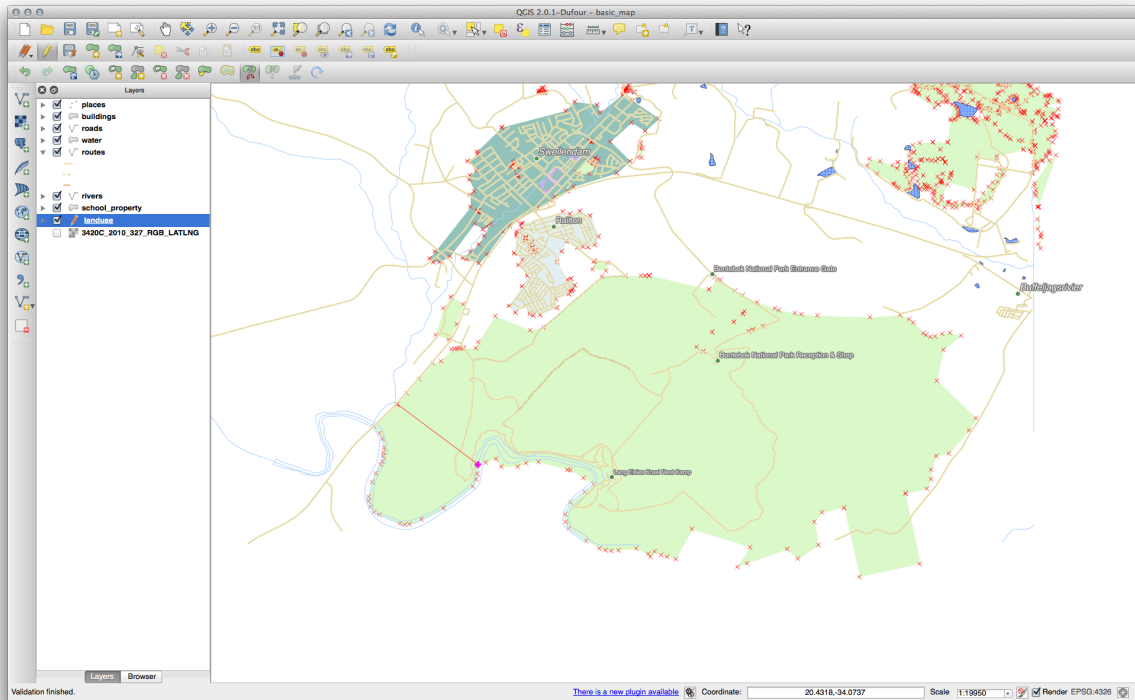 QGIS 2.0.1-Dufour - basic_map
Layers
places
buildings
water
roads
routes
rivers
school_property
landuse
3420C_2010_327_RGB_LATLNG
Swellendam
Railton
Bontebok National Park Entrance Gate
Buffeljagsrivier
Bontebok National Park Reception & Shop
Lang Elsies Kraal Rest Camp
Layers
Browser
Validation finished.
There is a new plugin available
Coordinate:
20.4318,-34.0737
Scale
1:19950
Render
EPSG:4326